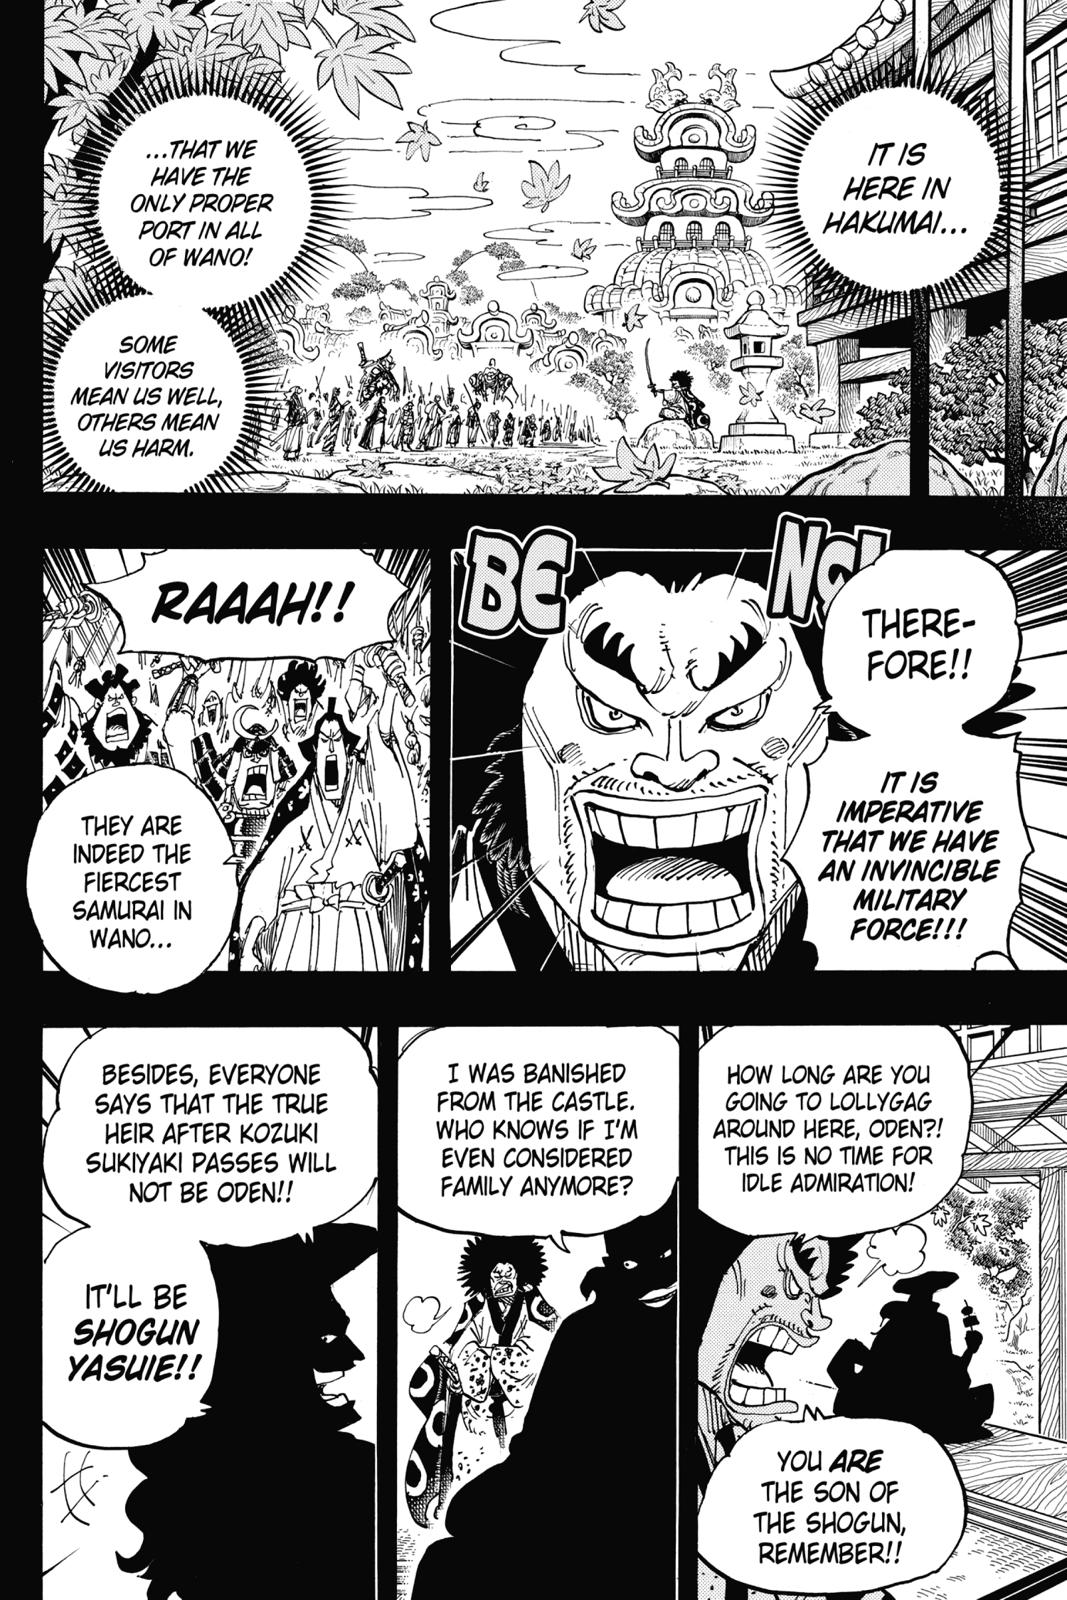 IT IS
HERE IN
HAKUMAI...
...THAT WE
HAVE THE
ONLY PROPER
PORT IN ALL
OF WANO!
SOME
VISITORS
MEAN US WELL,
OTHERS MEAN
US HARM.
THERE-
FORE!!
BE
NG!
IT IS
IMPERATIVE
THAT WE HAVE
AN INVINCIBLE
MILITARY
FORCE!!!
RAAAH!!
THEY ARE
INDEED THE
FIERCEST
SAMURAI IN
WANO...
HOW LONG ARE YOU
GOING TO LOLLYGAG
AROUND HERE, ODEN?!
THIS IS NO TIME FOR
IDLE ADMIRATION!
YOU ARE
THE SON OF
THE SHOGUN,
REMEMBER!!
I WAS BANISHED
FROM THE CASTLE.
WHO KNOWS IF I'M
EVEN CONSIDERED
FAMILY ANYMORE?
BESIDES, EVERYONE
SAYS THAT THE TRUE
HEIR AFTER KOZUKI
SUKIYAKI PASSES WILL
NOT BE ODEN!!
IT'LL BE
SHOGUN
YASUIE!!